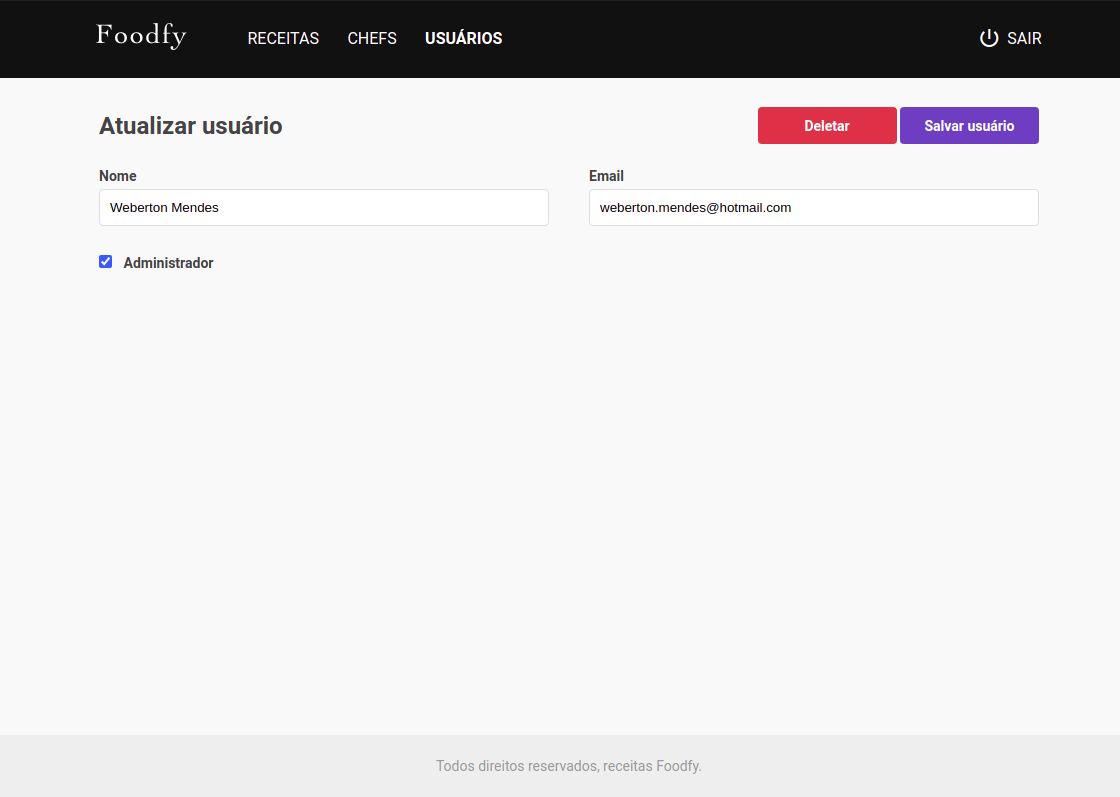 Foodfy RECEITAS CHEFS USUÁRIOS SAIR
Atualizar usuário Deletar Salvar usuário
Nome Email
Weberton Mendes weberton.mendes@hotmail.com
Administrador
Todos direitos reservados, receitas Foodfy.